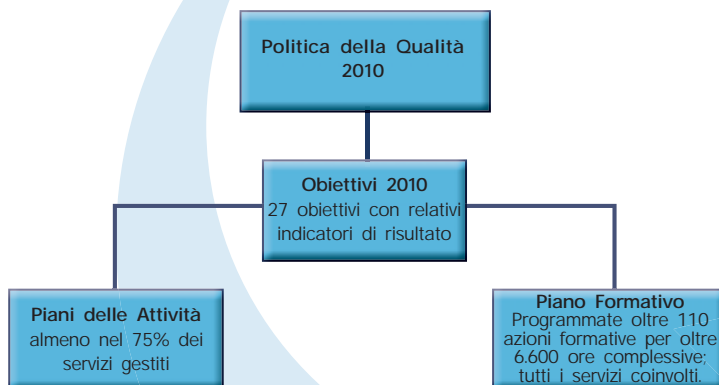 Politica della Qualità
2010
Obiettivi 2010
27 obiettivi con relativi
indicatori di risultato
Piani delle Attività
almeno nel 75% dei
servizi gestiti
Piano Formativo
Programmate oltre 110
azioni formative per oltre
6.600 ore complessive;
tutti i servizi coinvolti.